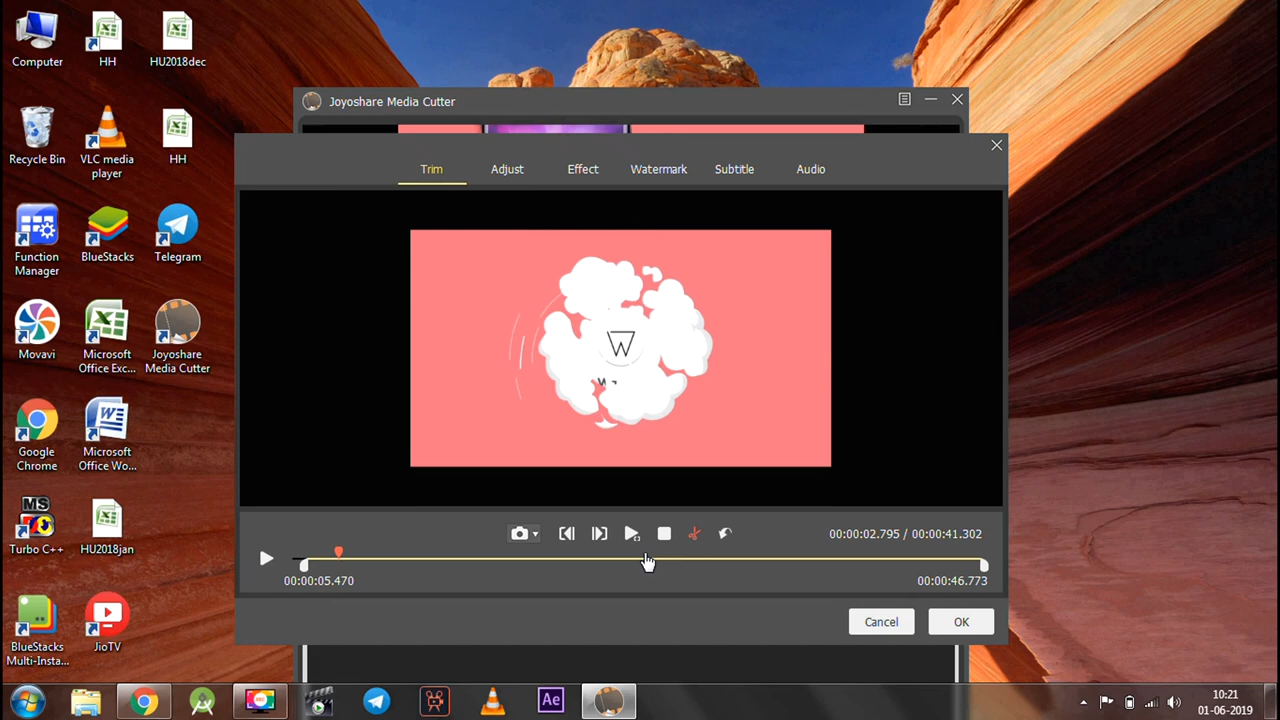 Computer
HH
HU2018dec
Recycle Bin
VLC media
player
HH
Function
Manager
BlueStacks
Telegram
Movavi
Microsoft
Office Exc...
Joyoshare
Media Cutter
Google
Chrome
Microsoft
Office Wo...
MS
Turbo C++
HU2018jan
BlueStacks
Multi-Insta...
JioTV
Joyoshare Media Cutter
Trim
Adjust
Effect
Watermark
Subtitle
Audio
W
00:00:02.795 / 00:00:41.302
00:00:05.470
00:00:46.773
Cancel
OK
Ae
10:21
01-06-2019